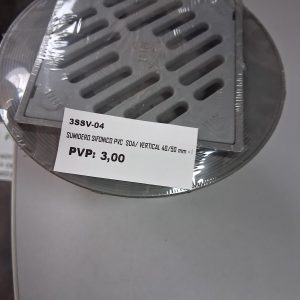 3SSV-04
SUMIDERO SIFONICO PVC SDA/ VERTICAL 40/50 mm -
PVP: 3,00